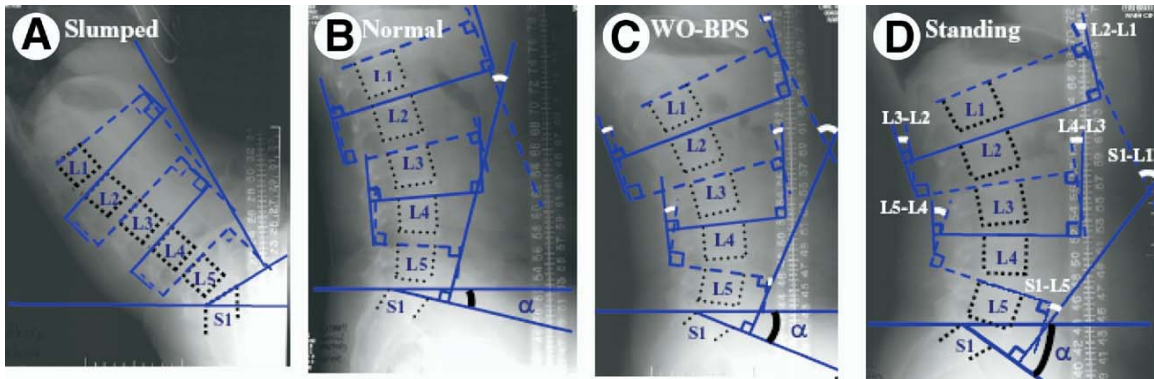 A Slumped
L1
L2
L3
L4
L5
S1
B Normal
L1
L2
L3
L4
L5
S1
α
C WO-BPS
L1
L2
L3
L4
L5
S1
α
D Standing
L2-L1
L1
L3-L2
L4-L3
L2
S1-L1
L3
L5-L4
L4
S1-L5
L5
S1
α